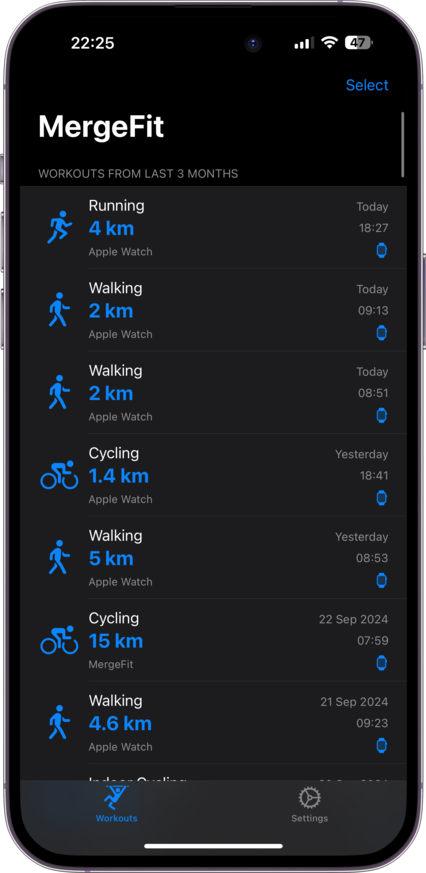 22:25
47
Select
MergeFit
WORKOUTS FROM LAST 3 MONTHS
Running
Today
4 km
18:27
Apple Watch
Walking
Today
2 km
09:13
Apple Watch
Walking
Today
2 km
08:51
Apple Watch
Cycling
Yesterday
1.4 km
18:41
Apple Watch
Walking
Yesterday
5 km
08:53
Apple Watch
Cycling
22 Sep 2024
15 km
07:59
MergeFit
Walking
21 Sep 2024
4.6 km
09:23
Apple Watch
Indoor Cycling
Workouts
Settings